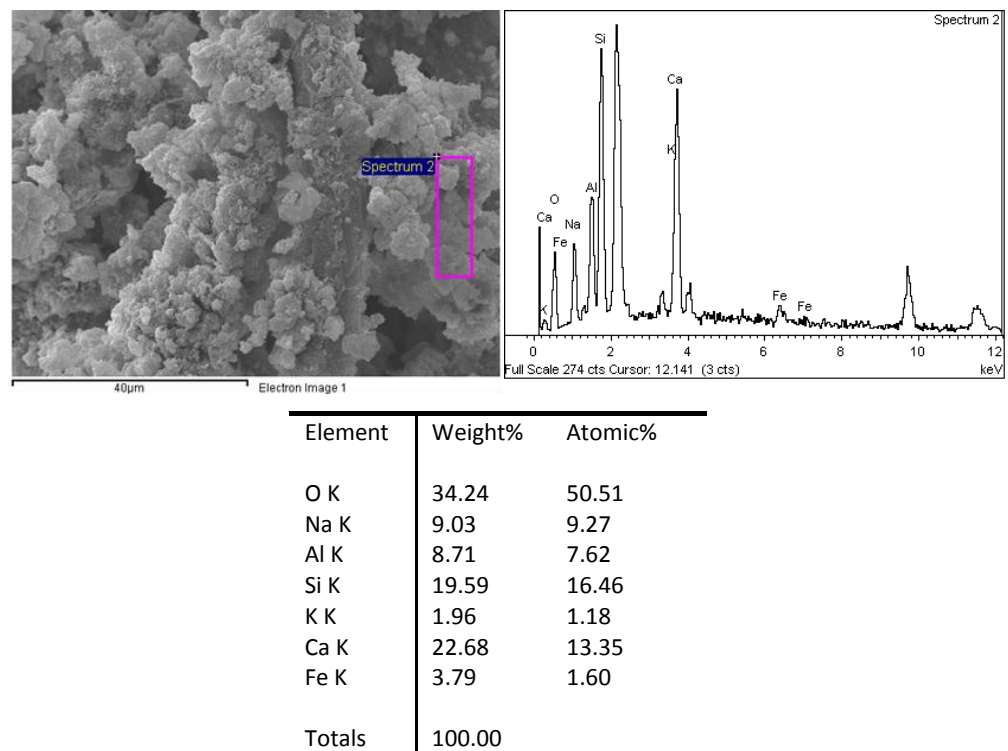 Spectrum 2
40μm Electron Image 1
Spectrum 2
Si
Ca
K
Al
O
Na
Ca
Fe
K
Fe
Fe
0 2 4 6 8 10 12
Full Scale 274 cts Cursor: 12.141 (3 cts) keV
Element Weight% Atomic%
O K 34.24 50.51
Na K 9.03 9.27
Al K 8.71 7.62
Si K 19.59 16.46
K K 1.96 1.18
Ca K 22.68 13.35
Fe K 3.79 1.60
Totals 100.00